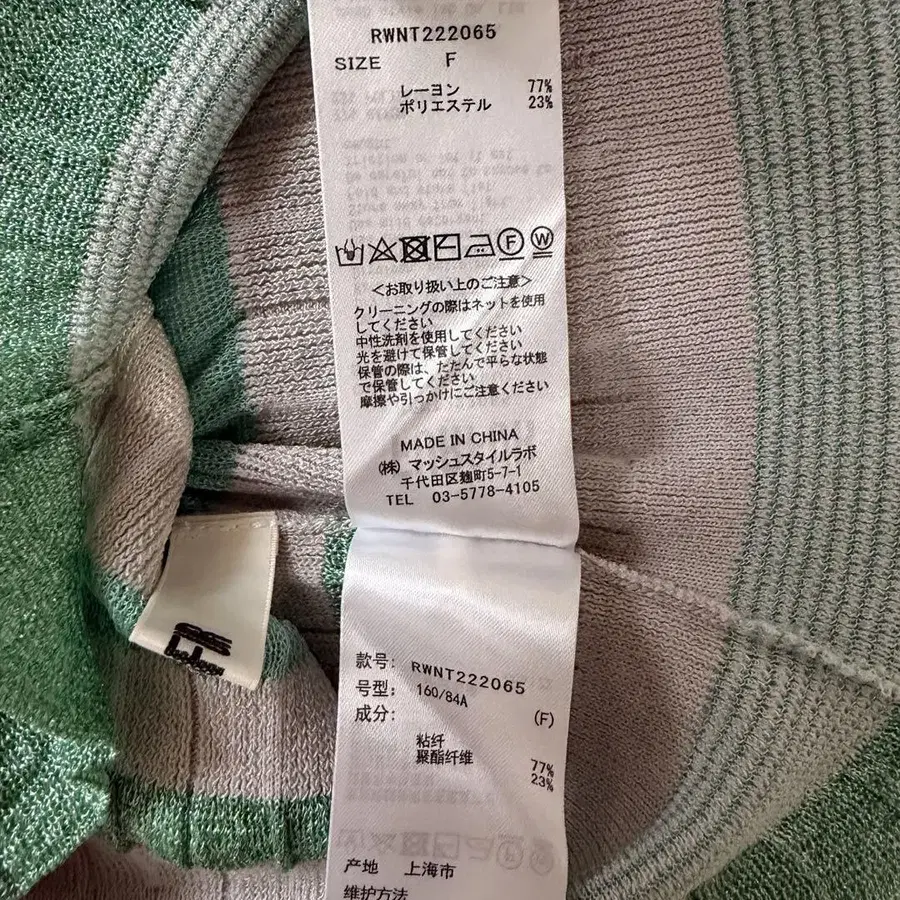 RWNT222065
SIZE F
レーヨン 77%
ポリエステル 23%
F W
<お取り扱い上のご注意>
クリーニングの際はネットを使用
してください
中性洗剤を使用してください
光を避けて保管してください
保管の際は、たたんで平らな状態
で保管してください
摩擦や引っかけにご注意ください
MADE IN CHINA
(株) マッシュスタイルラボ
千代田区麹町5-7-1
TEL 03-5778-4105
款号: RWNT222065
号型: 160/84A (F)
成分:
粘纤 77%
聚酯纤维 23%
产地 上海市
维护方法